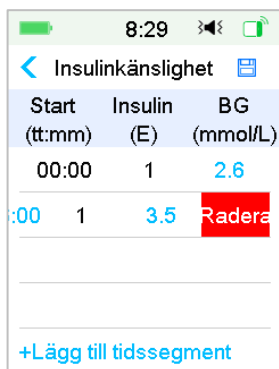 8:29
Insulinkänslighet
Start Insulin BG
(tt:mm) (E) (mmol/L)
00:00 1 2.6
:00 1 3.5 Radera
+Lägg till tidssegment